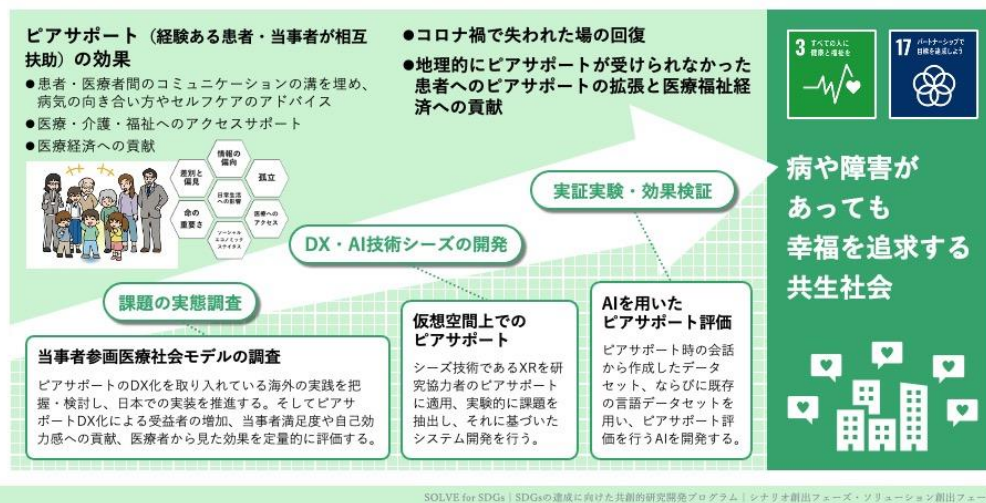 ピアサポート（経験ある患者・当事者が相互
扶助）の効果
●患者・医療者間のコミュニケーションの溝を埋め、
病気の向き合い方やセルフケアのアドバイス
●医療・介護・福祉へのアクセスサポート
●医療経済への貢献
情報の
偏向
差別と
偏見
孤立
日常生活
への影響
命の
重要さ
医療への
アクセス
ソーシャル
エコノミック
ステイタス
●コロナ禍で失われた場の回復
●地理的にピアサポートが受けられなかった
患者へのピアサポートの拡張と医療福祉経
済への貢献
3 すべての人に
健康と福祉を
17 パートナーシップで
目標を達成しよう
病や障害が
あっても
幸福を追求する
共生社会
実証実験・効果検証
DX・AI技術シーズの開発
課題の実態調査
当事者参画医療社会モデルの調査
ピアサポートのDX化を取り入れている海外の実践を把
握・検討し、日本での実装を推進する。そしてピアサ
ポートDX化による受益者の増加、当事者満足度や自己効
力感への貢献、医療者から見た効果を定量的に評価する。
仮想空間上での
ピアサポート
シーズ技術であるXRを研
究協力者のピアサポート
に適用、実験的に課題を
抽出し、それに基づいた
システム開発を行う。
AIを用いた
ピアサポート評価
ピアサポート時の会話
から作成したデータ
セット、ならびに既存
の言語データセットを
用い、ピアサポート評
価を行うAIを開発する。
SOLVE for SDGs｜SDGsの達成に向けた共創的研究開発プログラム｜シナリオ創出フェーズ・ソリューション創出フェー